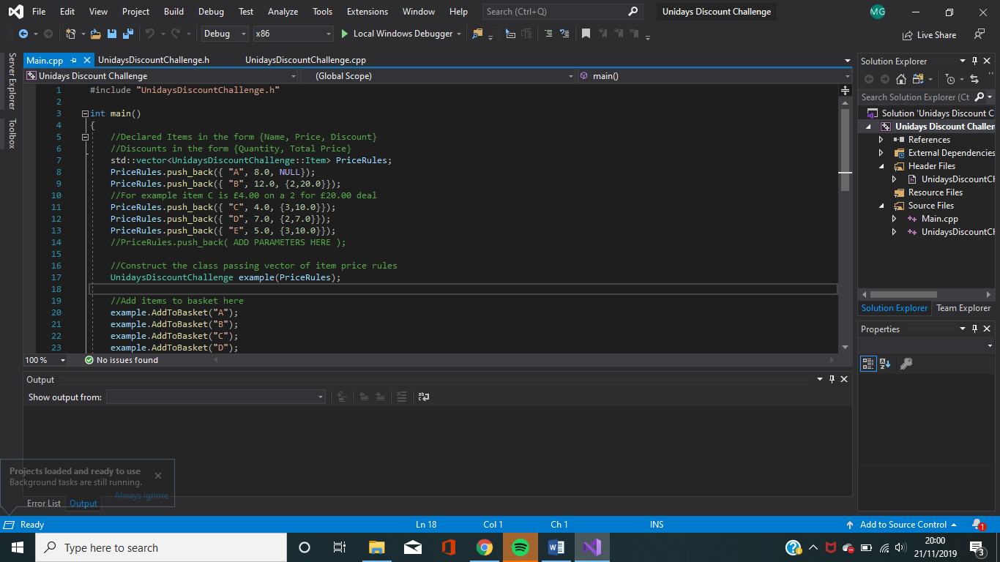 File Edit View Project Build Debug Test Analyze Tools Extensions Window Help Search (Ctrl+Q) Unidays Discount Challenge MG
Debug x86 Local Windows Debugger Live Share
Server Explorer
Toolbox
Main.cpp UnidaysDiscountChallenge.h UnidaysDiscountChallenge.cpp
Unidays Discount Challenge (Global Scope) main()
1 #include "UnidaysDiscountChallenge.h"
2
3 int main()
4 {
5 //Declared Items in the form {Name, Price, Discount}
6 //Discounts in the form {Quantity, Total Price}
7 std::vector<UnidaysDiscountChallenge::Item> PriceRules;
8 PriceRules.push_back({ "A", 8.0, NULL});
9 PriceRules.push_back({ "B", 12.0, {2,20.0}});
10 //For example item C is £4.00 on a 2 for £20.00 deal
11 PriceRules.push_back({ "C", 4.0, {3,10.0}});
12 PriceRules.push_back({ "D", 7.0, {2,7.0}});
13 PriceRules.push_back({ "E", 5.0, {3,10.0}});
14 //PriceRules.push_back( ADD PARAMETERS HERE );
15
16 //Construct the class passing vector of item price rules
17 UnidaysDiscountChallenge example(PriceRules);
18
19 //Add items to basket here
20 example.AddToBasket("A");
21 example.AddToBasket("B");
22 example.AddToBasket("C");
23 example.AddToBasket("D");
100 % No issues found
Output
Show output from:
Projects loaded and ready to use
Background tasks are still running.
Always ignore
Error List Output
Solution Explorer
Search Solution Explorer (Ct
Solution 'Unidays Discount C
Unidays Discount Challen
References
External Dependencies
Header Files
UnidaysDiscountCh
Resource Files
Source Files
Main.cpp
UnidaysDiscountCh
Solution Explorer Team Explorer
Properties
Ready Ln 18 Col 1 Ch 1 INS Add to Source Control 1
Type here to search
20:00
21/11/2019
3